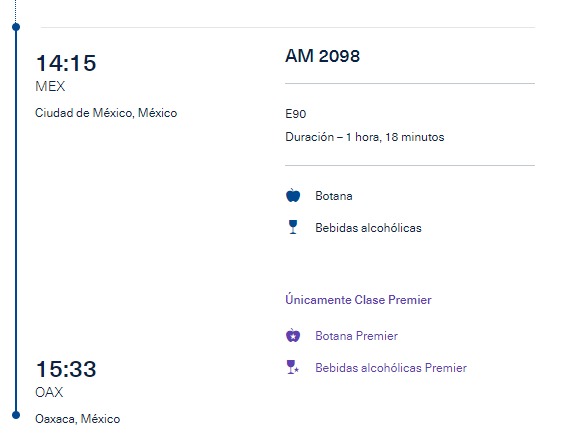 14:15
MEX
Ciudad de México, México
AM 2098
E90
Duración – 1 hora, 18 minutos
Botana
Bebidas alcohólicas
Únicamente Clase Premier
Botana Premier
Bebidas alcohólicas Premier
15:33
OAX
Oaxaca, México